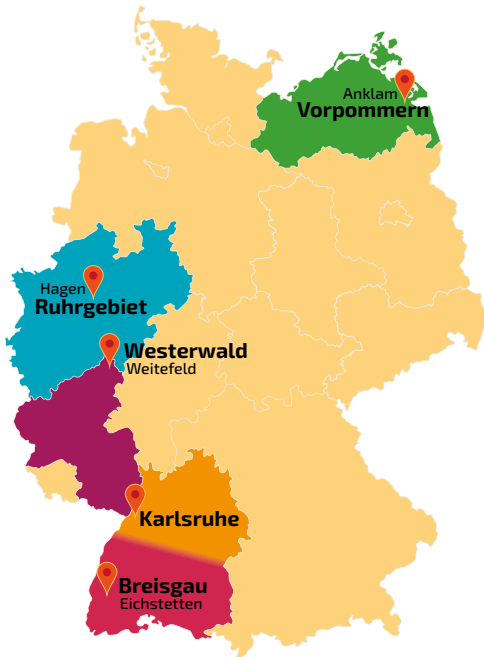 Anklam
Vorpommern
Hagen
Ruhrgebiet
Westerwald
Weitefeld
Karlsruhe
Breisgau
Eichstetten